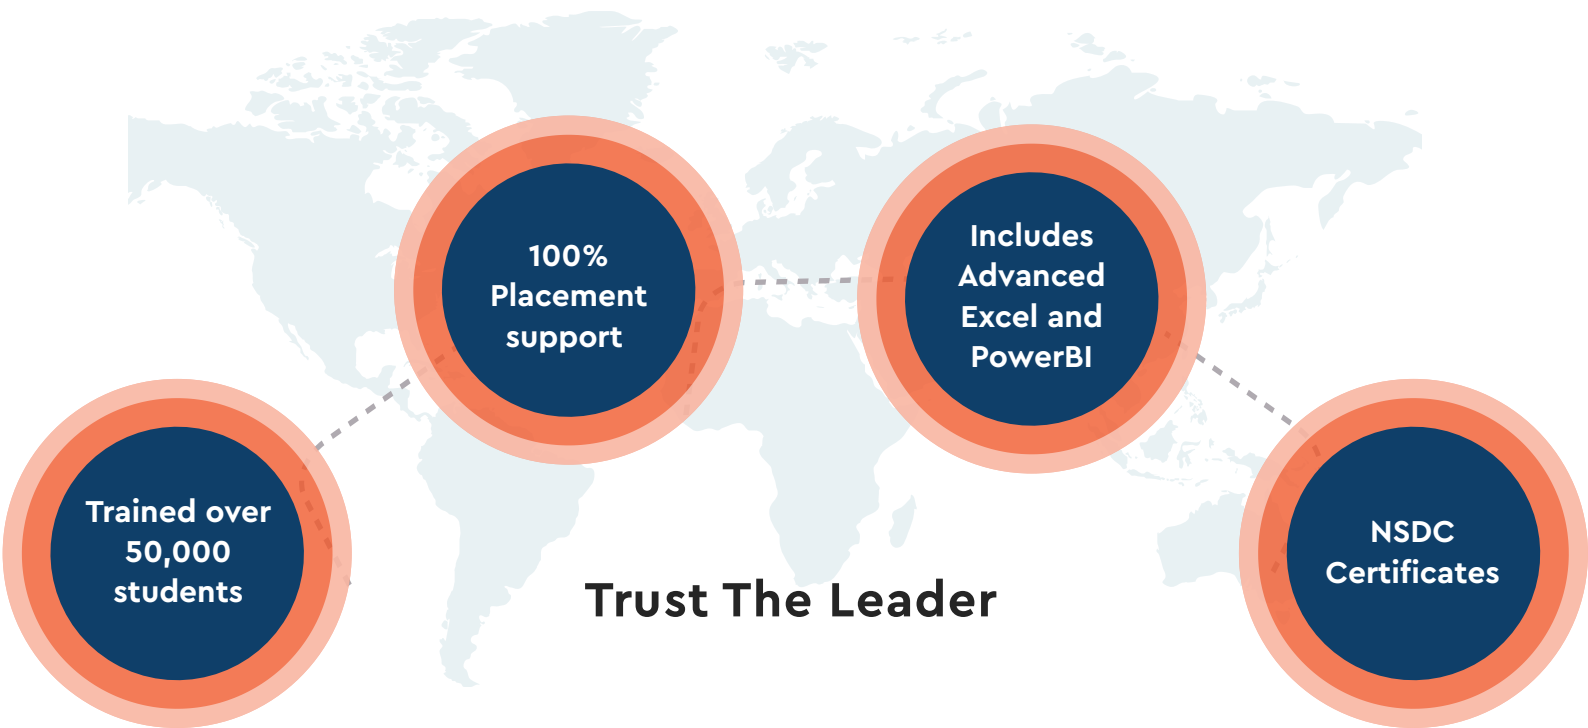 Trained over
50,000
students
100%
Placement
support
Includes
Advanced
Excel and
PowerBI
NSDC
Certificates
Trust The Leader